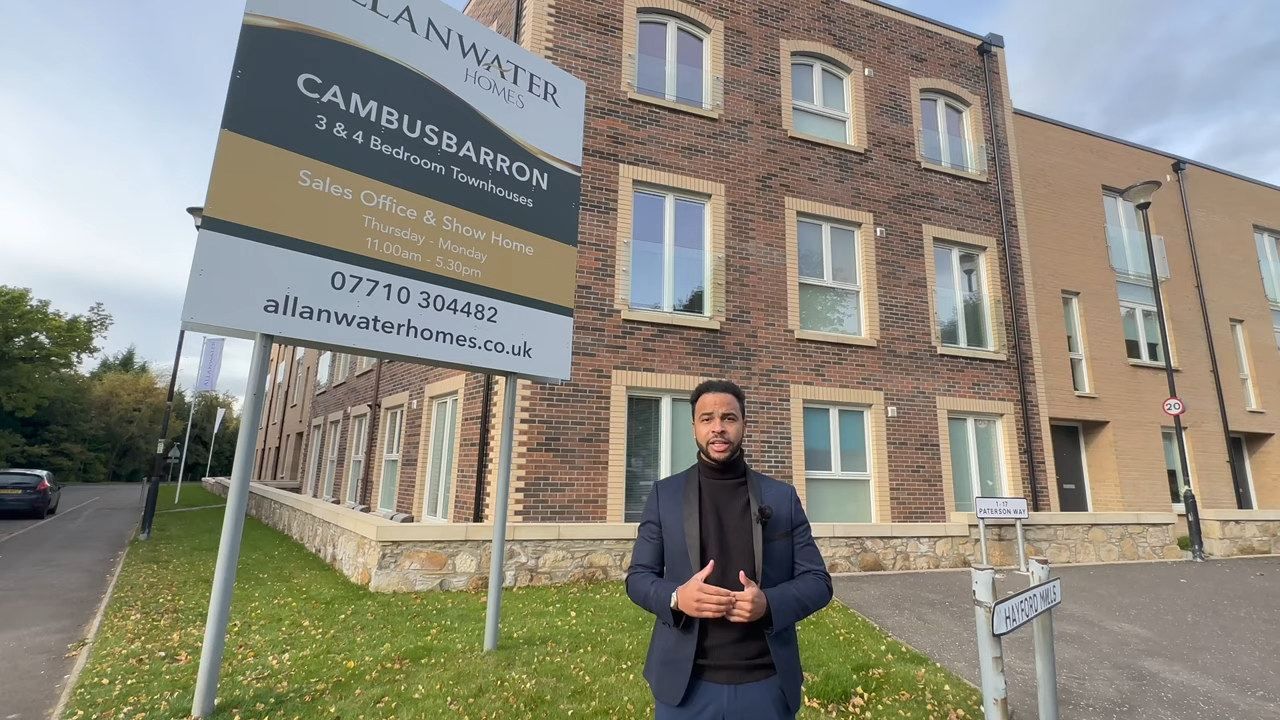 ALLANWATER
HOMES
CAMBUSBARRON
3 & 4 Bedroom Townhouses
Sales Office & Show Home
Thursday - Monday
11.00am - 5.30pm
07710 304482
allanwaterhomes.co.uk
20
1-17
PATERSON WAY
HAYFORD MILLS